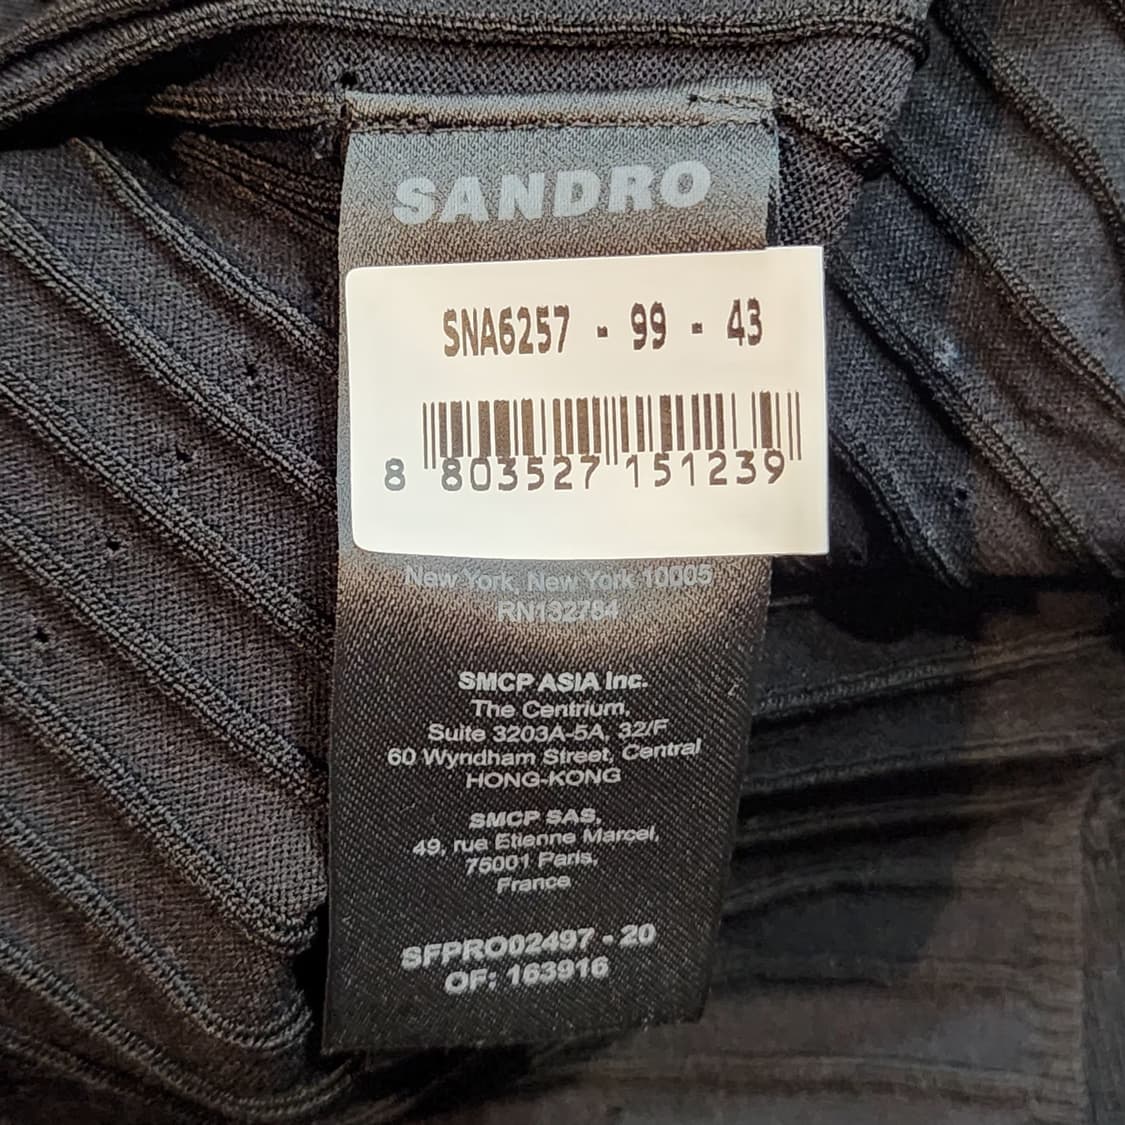 SANDRO
SNA6257 - 99 - 43
8 803527 151239
New York, New York 10005
RN132764
SMCP ASIA Inc.
The Centrium,
Suite 3203A-5A, 32/F
60 Wyndham Street, Central
HONG-KONG
SMCP SAS,
49, rue Etienne Marcel,
75001 Paris,
France
SFPRO02497 - 20
OF: 163916